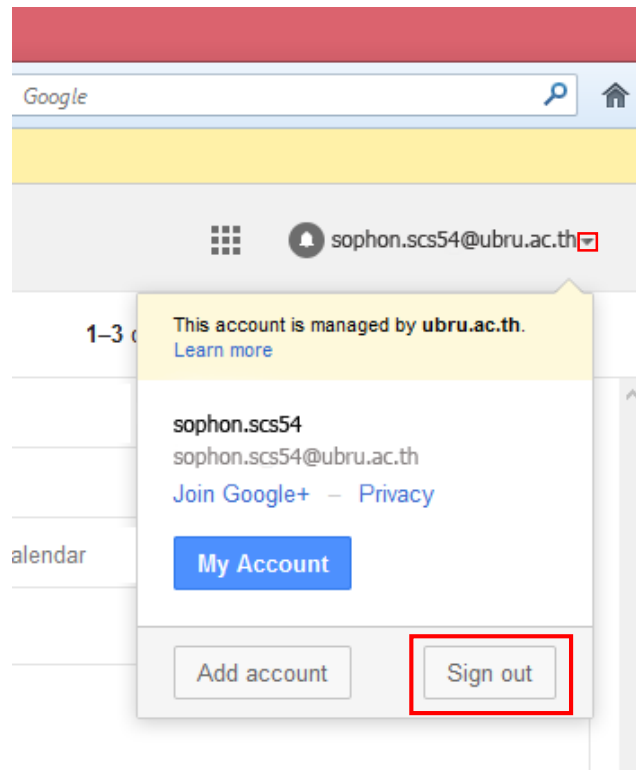 Google
sophon.scs54@ubru.ac.th
1–3
This account is managed by ubru.ac.th.
Learn more
sophon.scs54
sophon.scs54@ubru.ac.th
Join Google+ – Privacy
alendar
My Account
Add account
Sign out